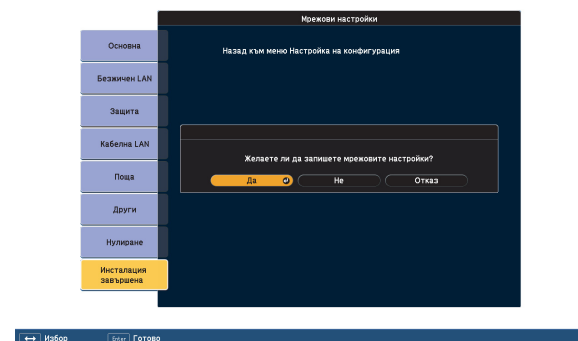 Мрежови настройки
Основна
Назад към меню Настройка на конфигурация
Безжичен LAN
Защита
Кабелна LAN
Желаете ли да запишете мрежовите настройки?
Поща
Да
Не
Отказ
Други
Нулиране
Инсталация
завършена
Избор
Enter Готово